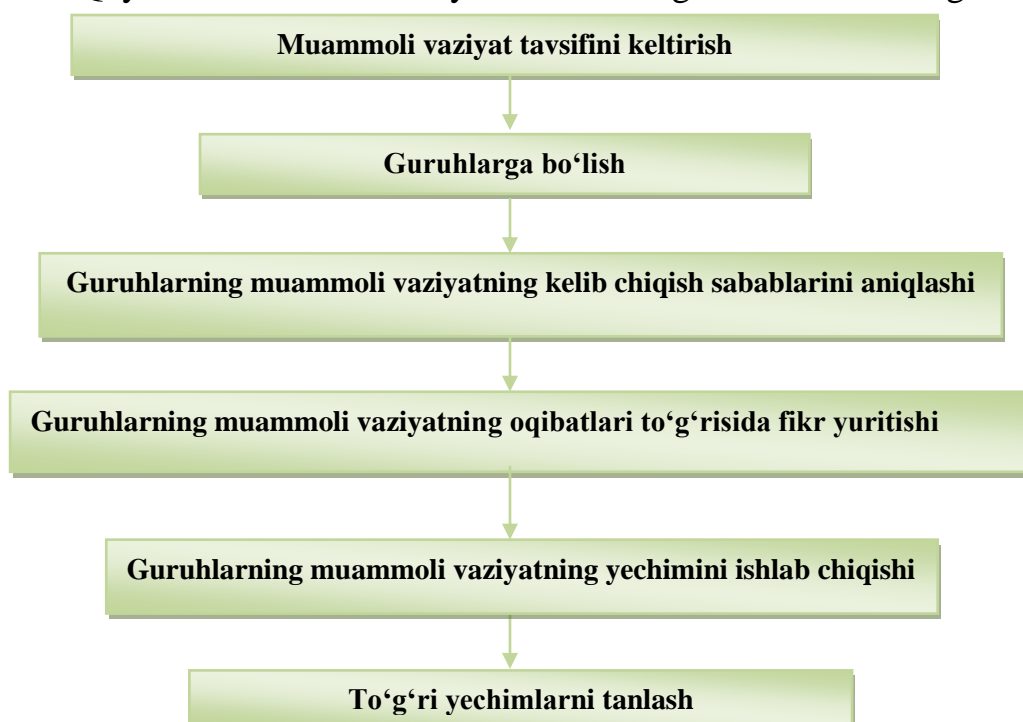 Muammoli vaziyat tavsifini keltirish
Guruhlarga bo‘lish
Guruhlarning muammoli vaziyatning kelib chiqish sabablarini aniqlashi
Guruhlarning muammoli vaziyatning oqibatlari to‘g‘risida fikr yuritishi
Guruhlarning muammoli vaziyatning yechimini ishlab chiqishi
To‘g‘ri yechimlarni tanlash